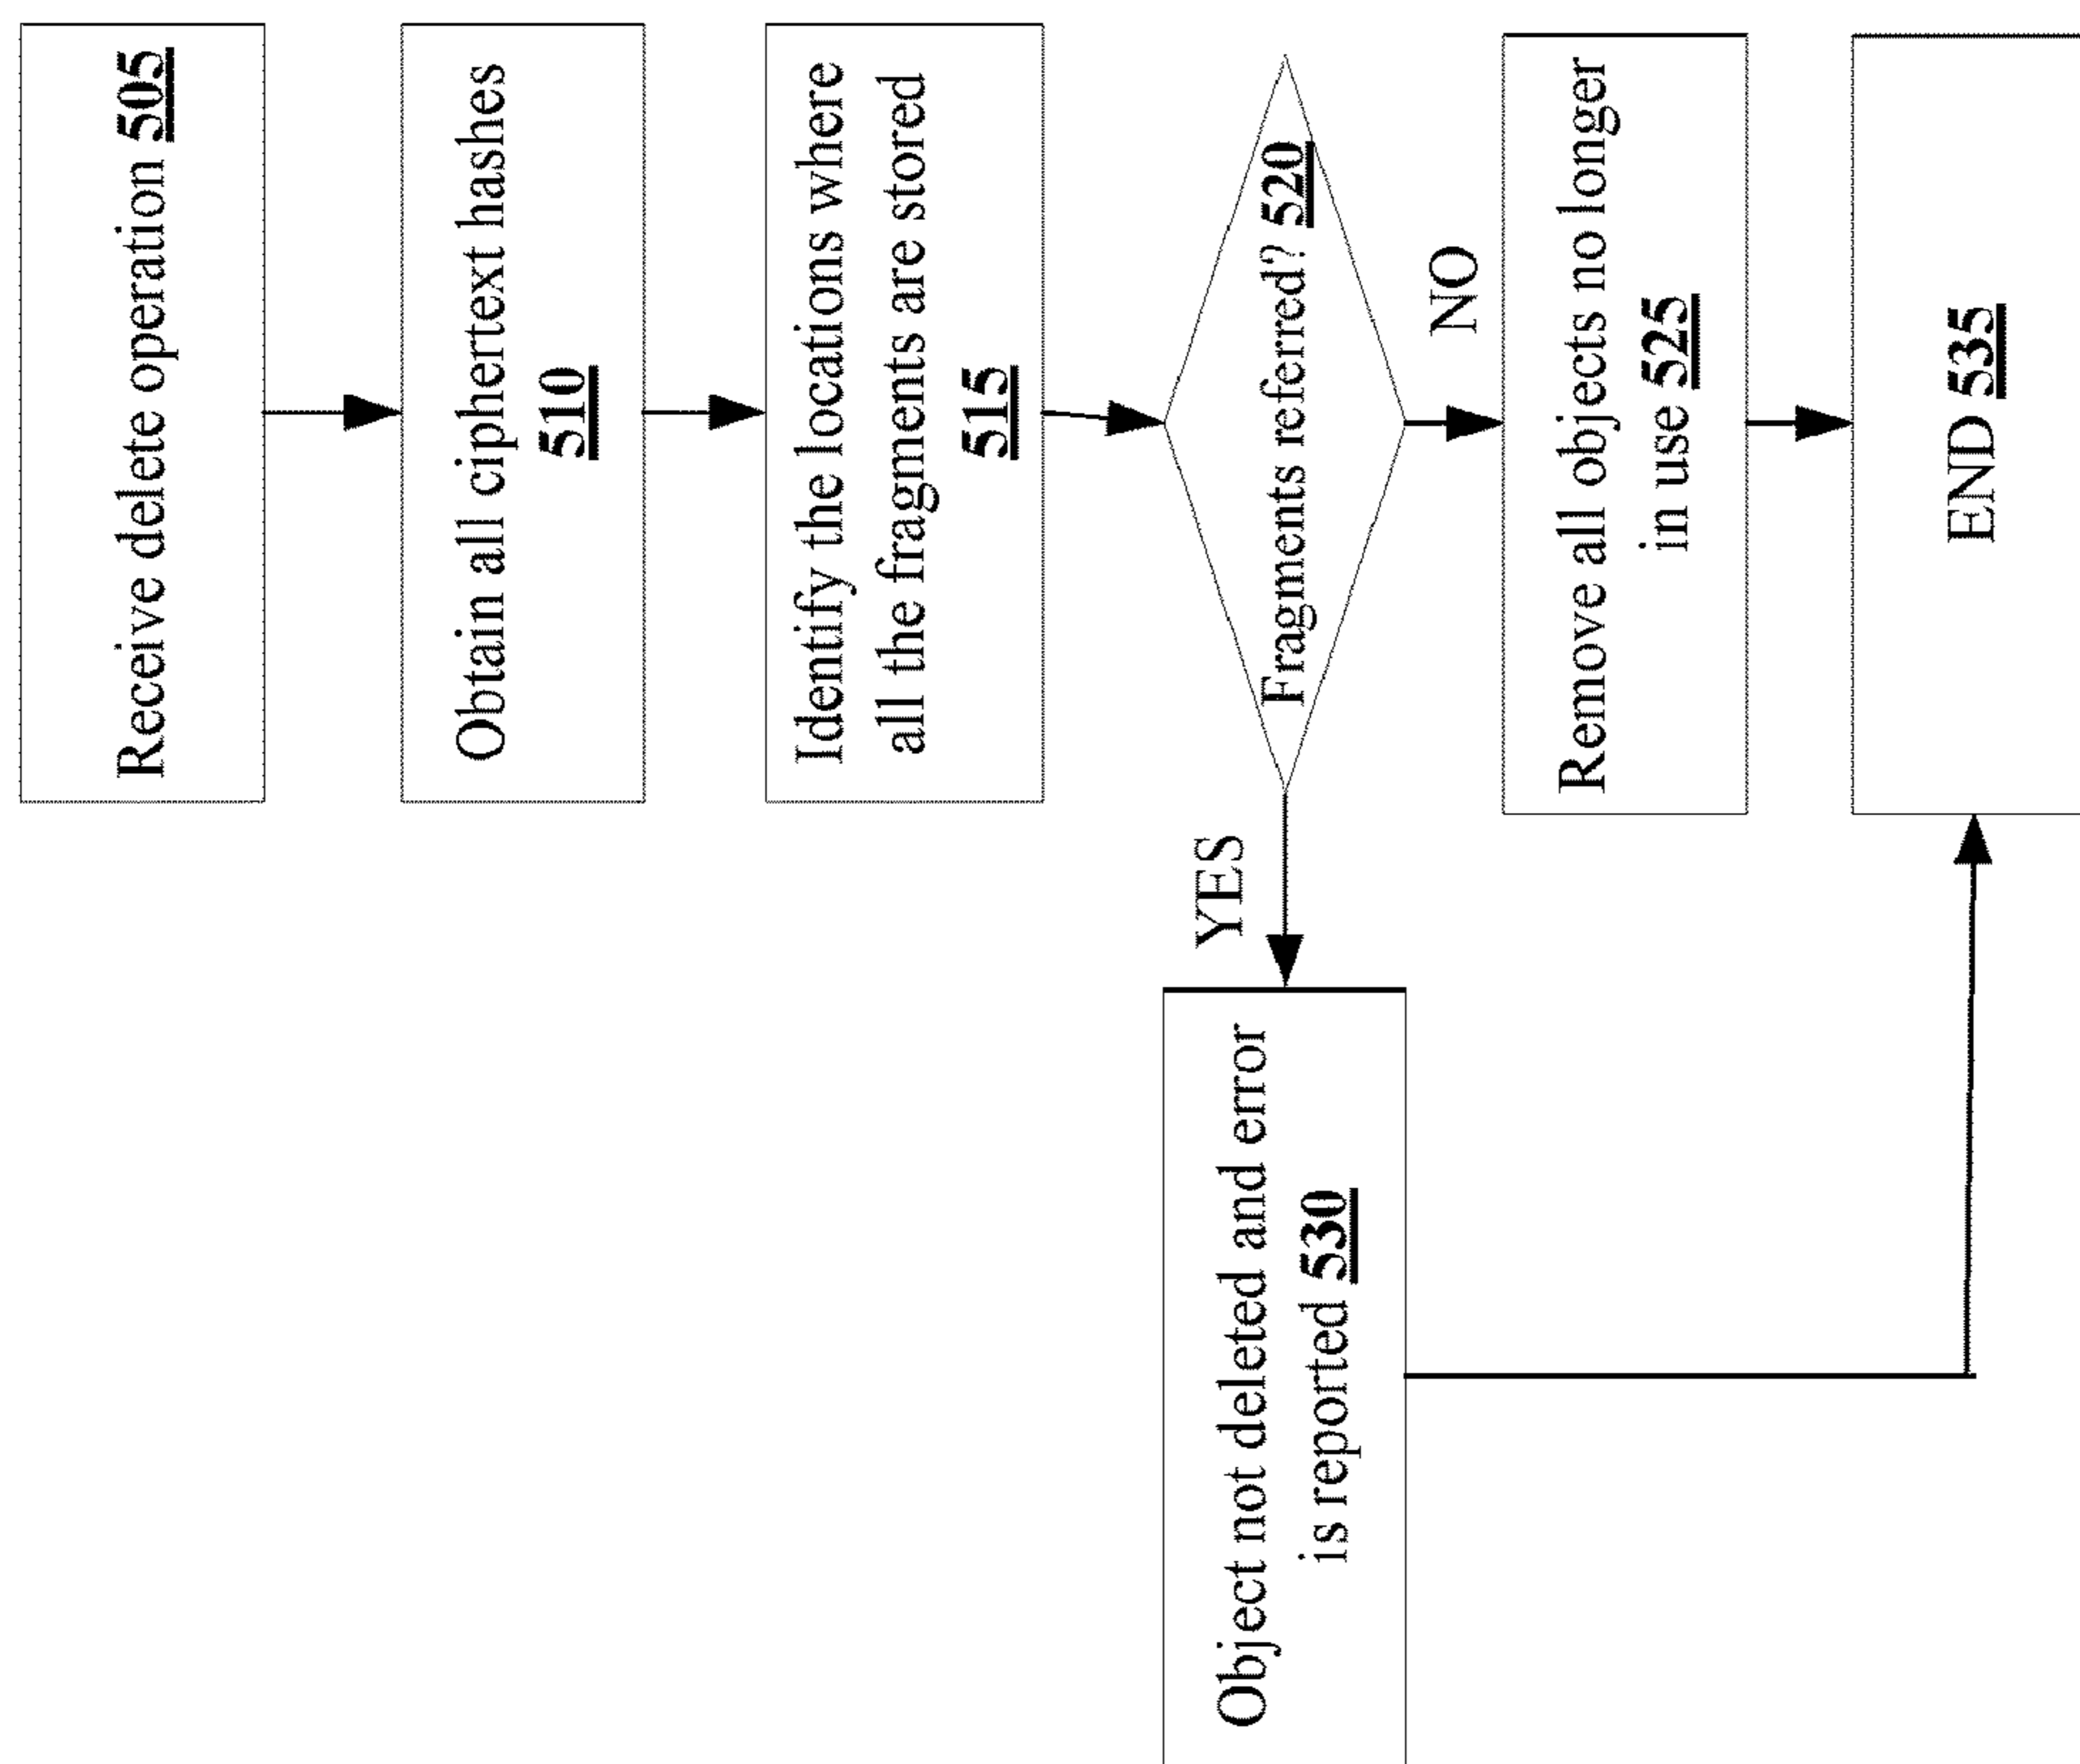 Receive delete operation 505
Obtain all ciphertext hashes
510
Identify the locations where
all the fragments are stored
515
Fragments referred? 520
YES
NO
Object not deleted and error
is reported 530
Remove all objects no longer
in use 525
END 535